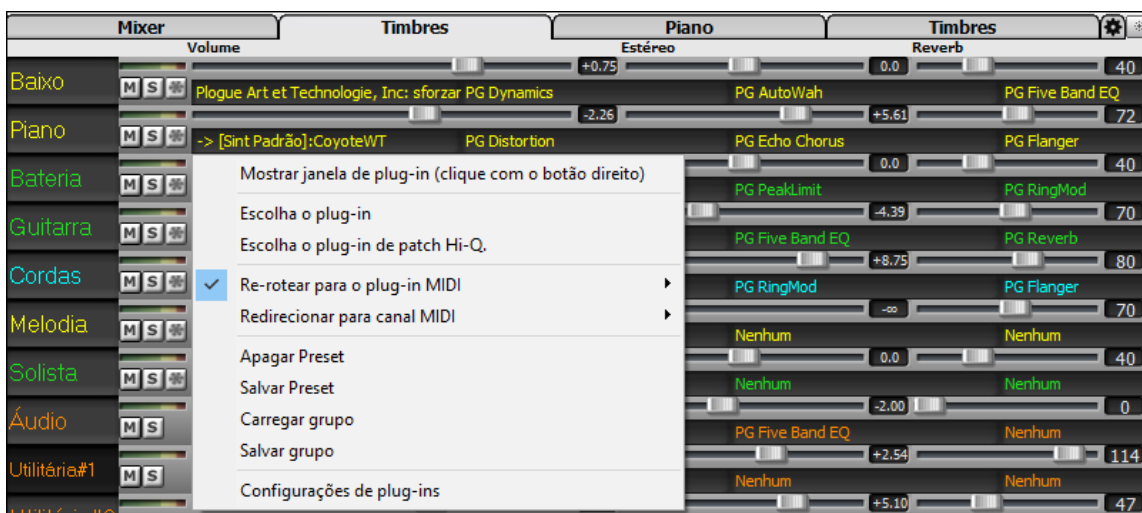 Mixer Timbres Piano Timbres
Volume Estéreo Reverb
Baixo M S +0.75 0.0 40
Plogue Art et Technologie, Inc: sforzar PG Dynamics PG AutoWah PG Five Band EQ
Piano M S -2.26 +5.61 72
-> [Sint Padrão]:CoyoteWT PG Distortion PG Echo Chorus PG Flanger
Bateria M S 0.0 40
PG PeakLimit PG RingMod
Guitarra M S -4.39 70
PG Five Band EQ PG Reverb
Cordas M S +8.75 80
PG RingMod PG Flanger
Melodia M S -∞ 70
Nenhum Nenhum
Solista M S 0.0 40
Nenhum Nenhum
Áudio M S -2.00 0
PG Five Band EQ Nenhum
Utilitária#1 M S +2.54 114
Nenhum Nenhum
+5.10 47
Mostrar janela de plug-in (clique com o botão direito)
Escolha o plug-in
Escolha o plug-in de patch Hi-Q.
Re-rotear para o plug-in MIDI
Redirecionar para canal MIDI
Apagar Preset
Salvar Preset
Carregar grupo
Salvar grupo
Configurações de plug-ins